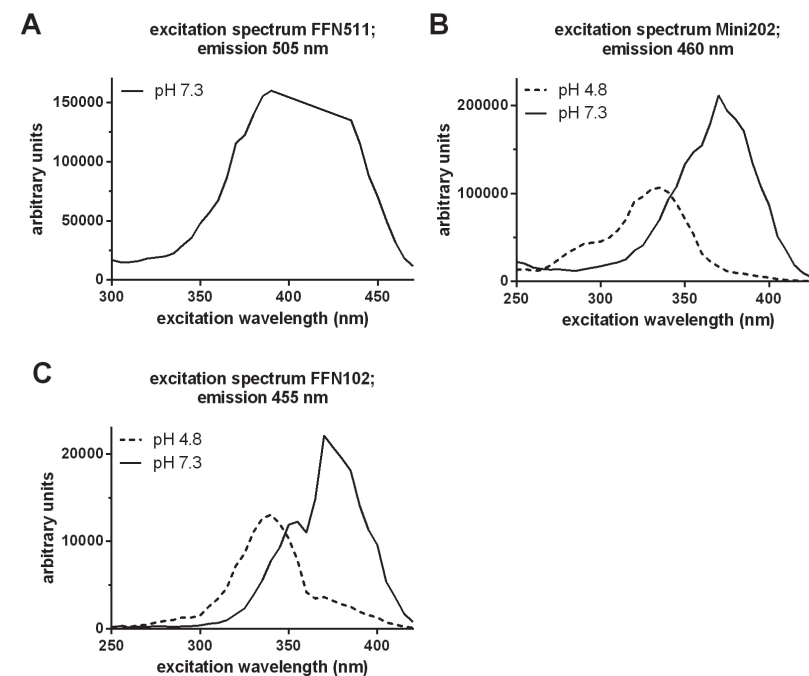 A
excitation spectrum FFN511;
emission 505 nm
pH 7.3
150000
100000
50000
0
arbitrary units
300
350
400
450
excitation wavelength (nm)
B
excitation spectrum Mini202;
emission 460 nm
pH 4.8
pH 7.3
200000
100000
0
arbitrary units
250
300
350
400
excitation wavelength (nm)
C
excitation spectrum FFN102;
emission 455 nm
pH 4.8
pH 7.3
20000
10000
0
arbitrary units
250
300
350
400
excitation wavelength (nm)